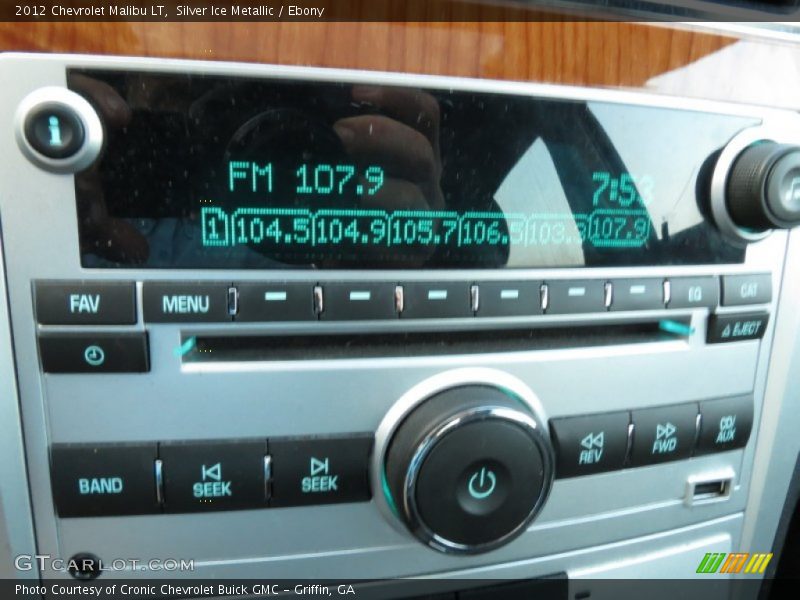 2012 Chevrolet Malibu LT, Silver Ice Metallic / Ebony
i
FM 107.9 7:53
1 104.5 104.9 105.7 106.5 103.3 107.9
FAV MENU EQ CAT
EJECT
BAND SEEK SEEK REV FWD CD/AUX
GTCARLOT.COM
Photo Courtesy of Cronic Chevrolet Buick GMC - Griffin, GA